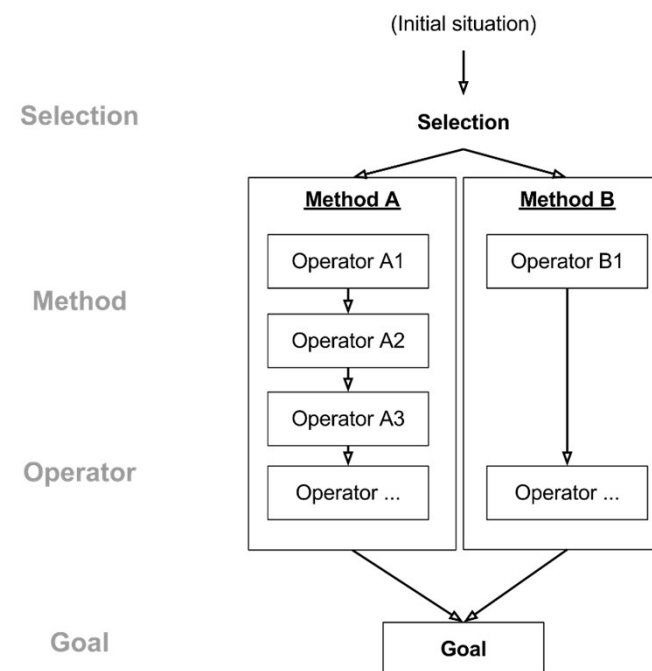 (Initial situation)
Selection
Selection
Method A
Method B
Operator A1
Operator B1
Method
Operator A2
Operator A3
Operator
Operator ...
Operator ...
Goal
Goal